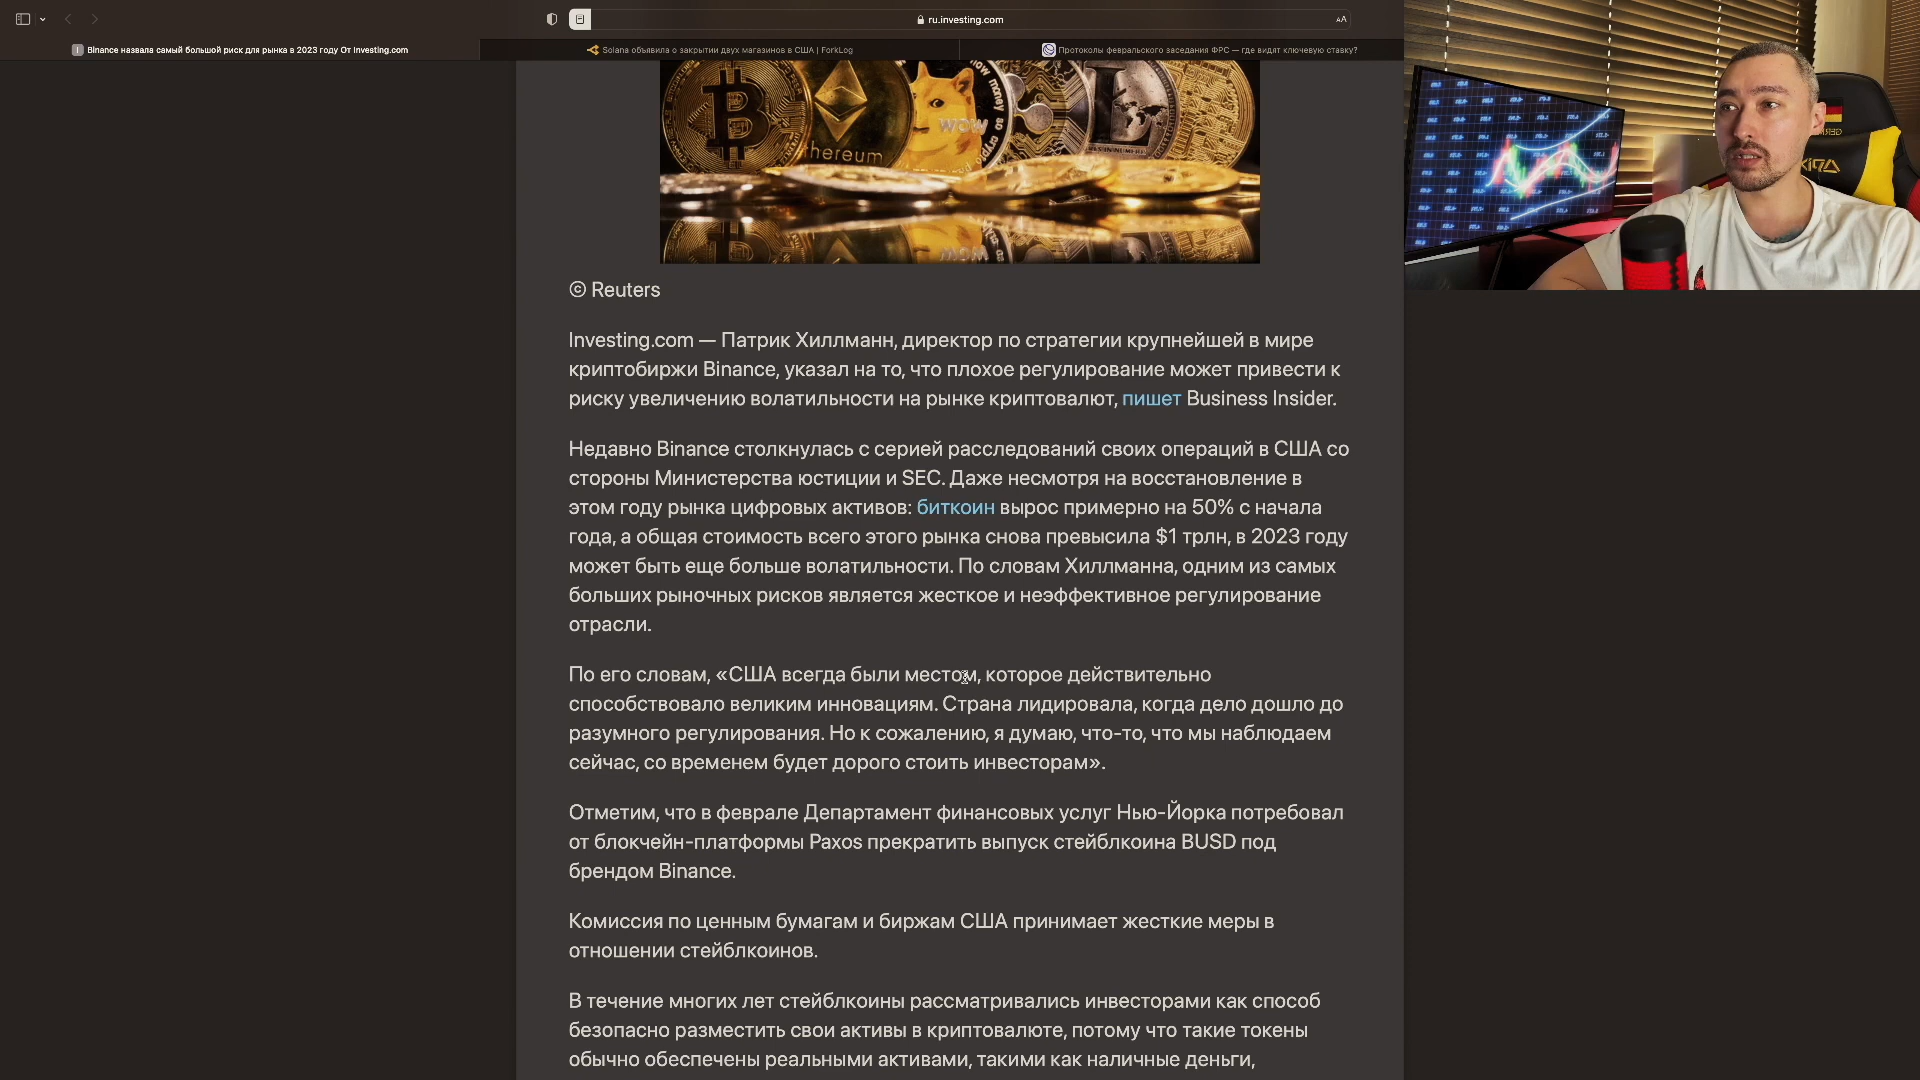 ru.investing.com
AA
Binance назвала самый большой риск для рынка в 2023 году От Investing.com
Solana объявила о закрытии двух магазинов в США | ForkLog
Протоколы февральского заседания ФРС — где видят ключевую ставку?
thereum
WOW
© Reuters
Investing.com — Патрик Хиллманн, директор по стратегии крупнейшей в мире
криптобиржи Binance, указал на то, что плохое регулирование может привести к
риску увеличению волатильности на рынке криптовалют, пишет Business Insider.
Недавно Binance столкнулась с серией расследований своих операций в США со
стороны Министерства юстиции и SEC. Даже несмотря на восстановление в
этом году рынка цифровых активов: биткоин вырос примерно на 50% с начала
года, а общая стоимость всего этого рынка снова превысила $1 трлн, в 2023 году
может быть еще больше волатильности. По словам Хиллманна, одним из самых
больших рыночных рисков является жесткое и неэффективное регулирование
отрасли.
По его словам, «США всегда были местом, которое действительно
способствовало великим инновациям. Страна лидировала, когда дело дошло до
разумного регулирования. Но к сожалению, я думаю, что-то, что мы наблюдаем
сейчас, со временем будет дорого стоить инвесторам».
Отметим, что в феврале Департамент финансовых услуг Нью-Йорка потребовал
от блокчейн-платформы Paxos прекратить выпуск стейблкоина BUSD под
брендом Binance.
Комиссия по ценным бумагам и биржам США принимает жесткие меры в
отношении стейблкоинов.
В течение многих лет стейблкоины рассматривались инвесторами как способ
безопасно разместить свои активы в криптовалюте, потому что такие токены
обычно обеспечены реальными активами, такими как наличные деньги,